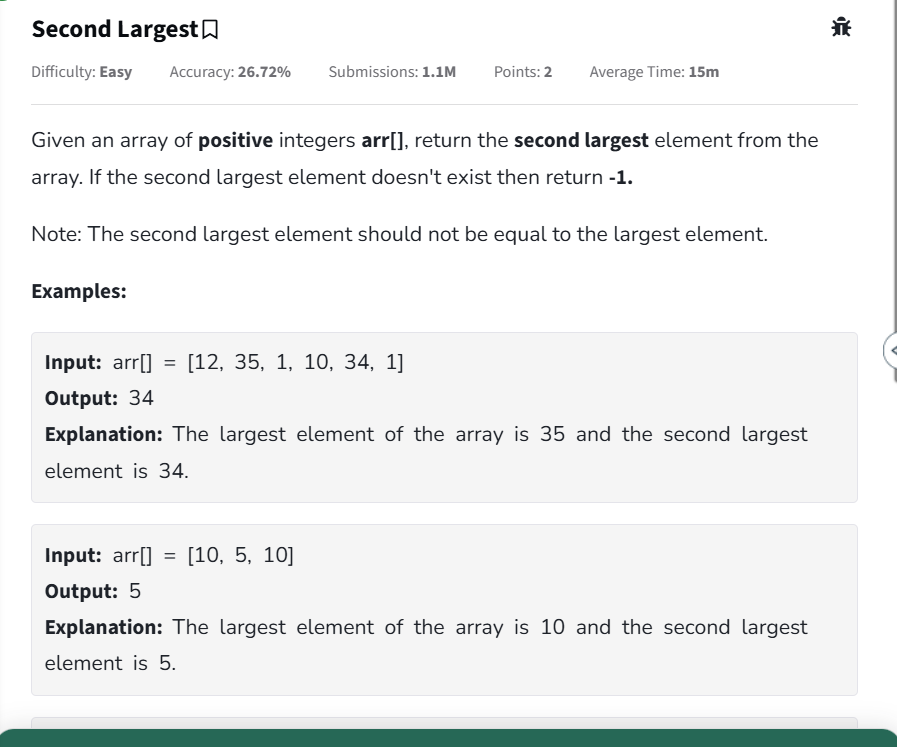 Second Largest
Difficulty: Easy Accuracy: 26.72% Submissions: 1.1M Points: 2 Average Time: 15m
Given an array of positive integers arr[], return the second largest element from the
array. If the second largest element doesn't exist then return -1.
Note: The second largest element should not be equal to the largest element.
Examples:
Input: arr[] = [12, 35, 1, 10, 34, 1]
Output: 34
Explanation: The largest element of the array is 35 and the second largest
element is 34.
Input: arr[] = [10, 5, 10]
Output: 5
Explanation: The largest element of the array is 10 and the second largest
element is 5.